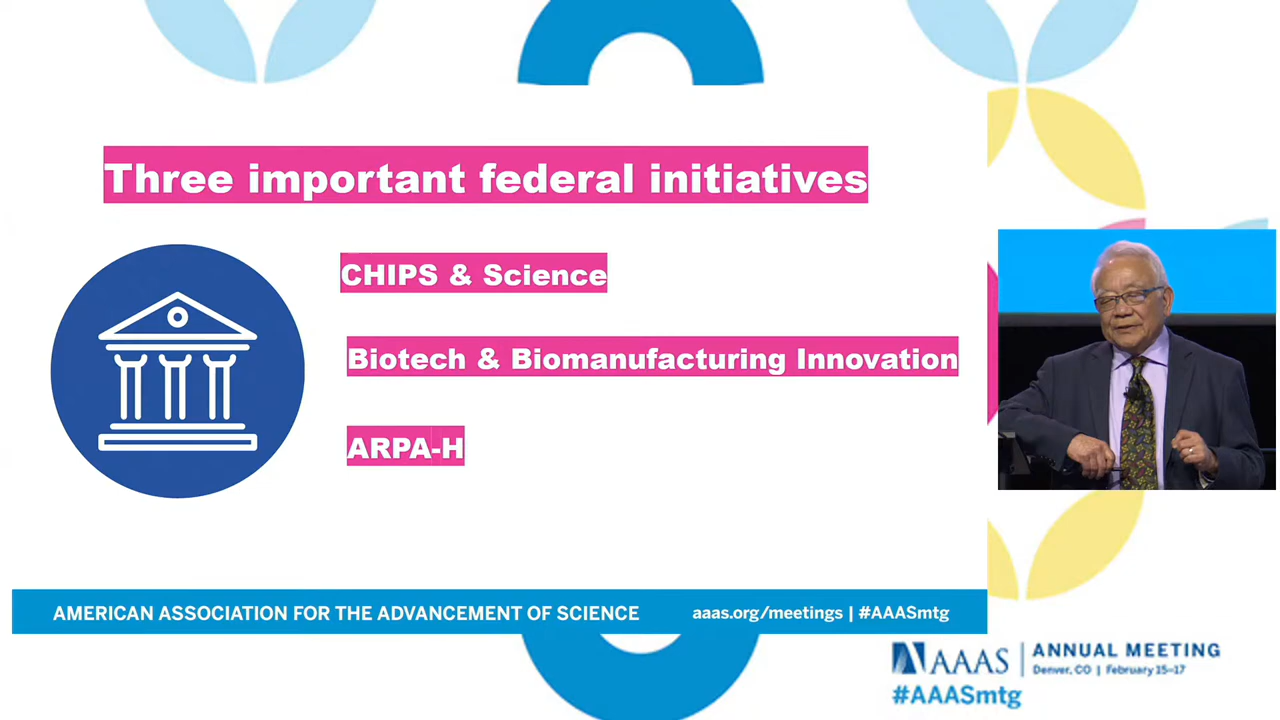 Three important federal initiatives
CHIPS & Science
Biotech & Biomanufacturing Innovation
ARPA-H
AMERICAN ASSOCIATION FOR THE ADVANCEMENT OF SCIENCE
aaas.org/meetings | #AAASmtg
AAAS
ANNUAL MEETING
Denver, CO | February 15–17
#AAASmtg